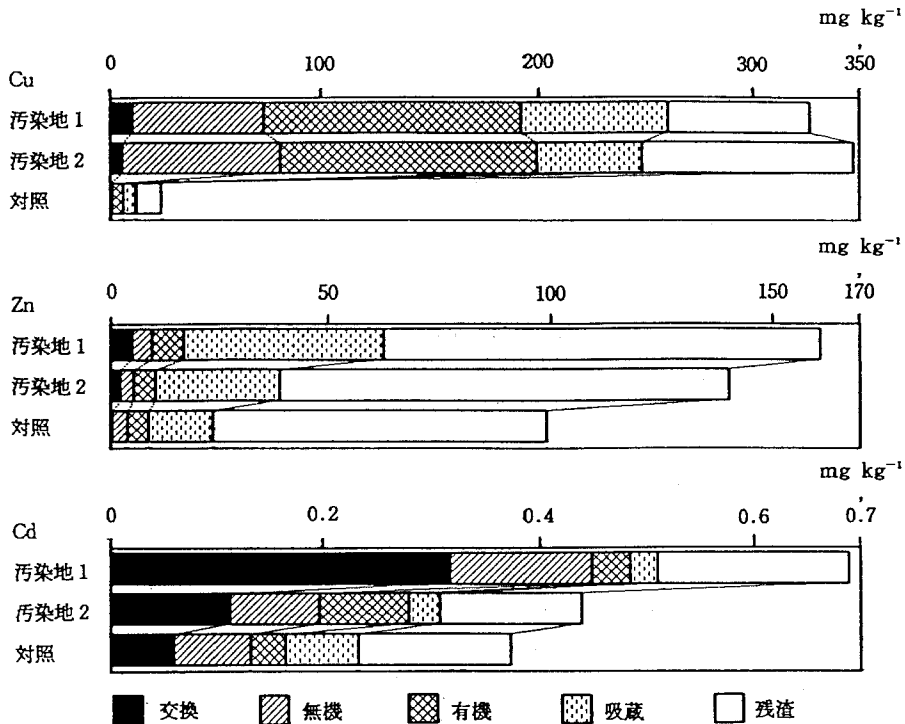 mg kg⁻¹
0 100 200 300 350
Cu
汚染地1
汚染地2
対照
mg kg⁻¹
0 50 100 150 170
Zn
汚染地1
汚染地2
対照
mg kg⁻¹
0 0.2 0.4 0.6 0.7
Cd
汚染地1
汚染地2
対照
交換 無機 有機 吸蔵 残渣